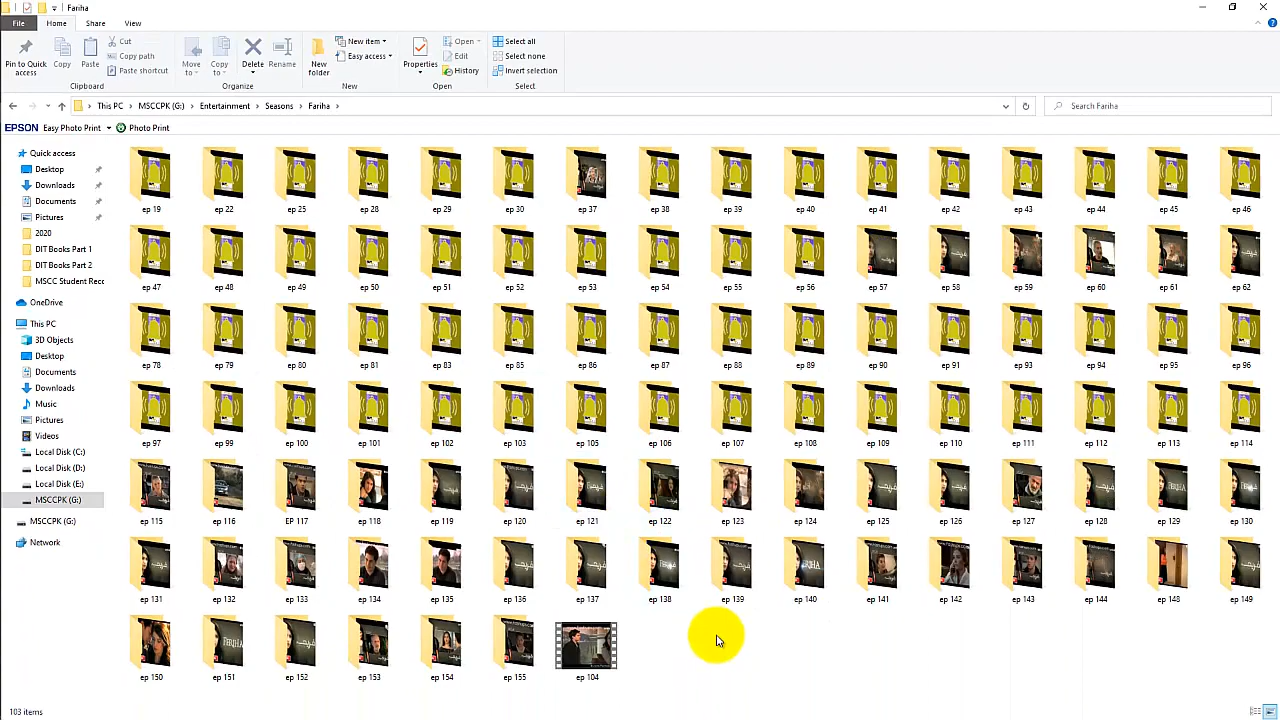 Fariha
File Home Share View
Pin to Quick access
Copy
Paste
Cut
Copy path
Paste shortcut
Clipboard
Move to
Copy to
Delete
Rename
Organize
New folder
New item
Easy access
New
Properties
Open
Edit
History
Open
Select all
Select none
Invert selection
Select
This PC > MSCCPK (G:) > Entertainment > Seasons > Fariha >
Search Fariha
EPSON Easy Photo Print Photo Print
Quick access
Desktop
Downloads
Documents
Pictures
2020
DIT Books Part 1
DIT Books Part 2
MSCC Student Recc
OneDrive
This PC
3D Objects
Desktop
Documents
Downloads
Music
Pictures
Videos
Local Disk (C:)
Local Disk (D:)
Local Disk (E:)
MSCCPK (G:)
MSCCPK (G:)
Network
ep 19 ep 22 ep 25 ep 28 ep 29 ep 30 ep 37 ep 38 ep 39 ep 40 ep 41 ep 42 ep 43 ep 44 ep 45 ep 46
ep 47 ep 48 ep 49 ep 50 ep 51 ep 52 ep 53 ep 54 ep 55 ep 56 ep 57 ep 58 ep 59 ep 60 ep 61 ep 62
ep 78 ep 79 ep 80 ep 81 ep 83 ep 85 ep 86 ep 87 ep 88 ep 89 ep 90 ep 91 ep 93 ep 94 ep 95 ep 96
ep 97 ep 99 ep 100 ep 101 ep 102 ep 103 ep 105 ep 106 ep 107 ep 108 ep 109 ep 110 ep 111 ep 112 ep 113 ep 114
ep 115 ep 116 EP 117 ep 118 ep 119 ep 120 ep 121 ep 122 ep 123 ep 124 ep 125 ep 126 ep 127 ep 128 ep 129 ep 130
ep 131 ep 132 ep 133 ep 134 ep 135 ep 136 ep 137 ep 138 ep 139 ep 140 ep 141 ep 142 ep 143 ep 144 ep 148 ep 149
ep 150 ep 151 ep 152 ep 153 ep 154 ep 155 ep 104
103 items